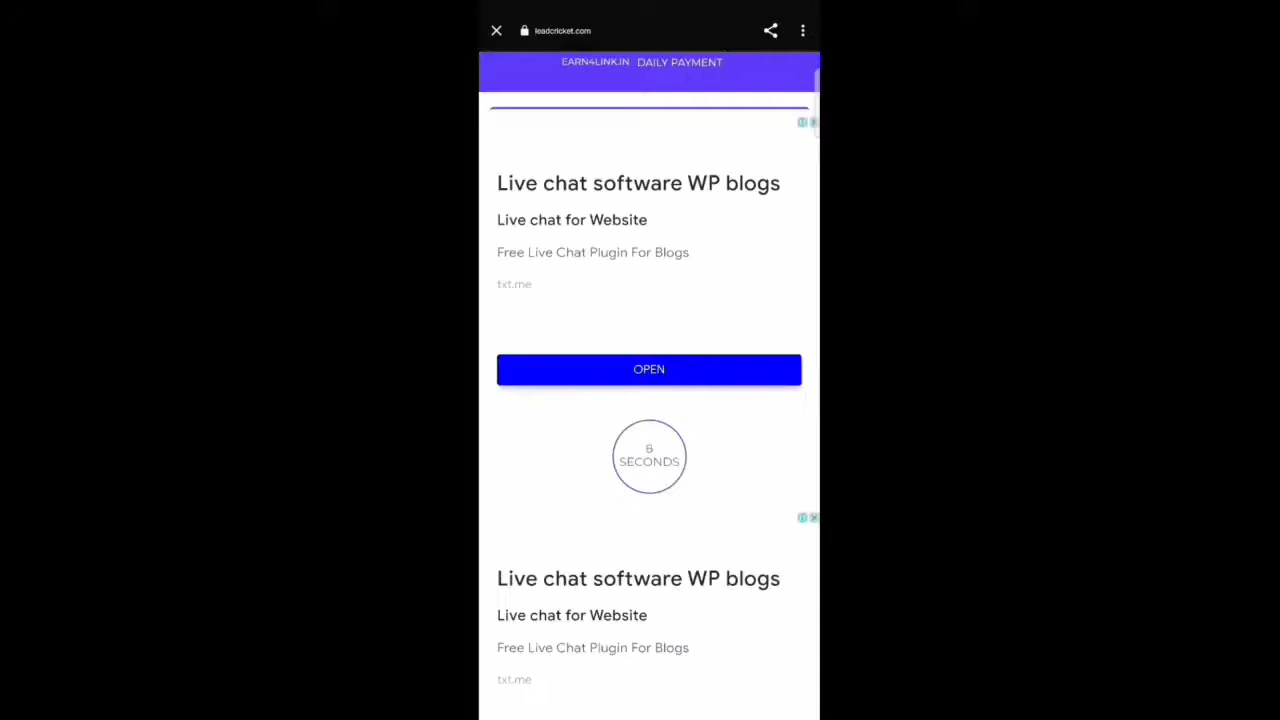 leadcricket.com
EARN4LINK.IN DAILY PAYMENT
Live chat software WP blogs
Live chat for Website
Free Live Chat Plugin For Blogs
txt.me
OPEN
8
SECONDS
Live chat software WP blogs
Live chat for Website
Free Live Chat Plugin For Blogs
txt.me